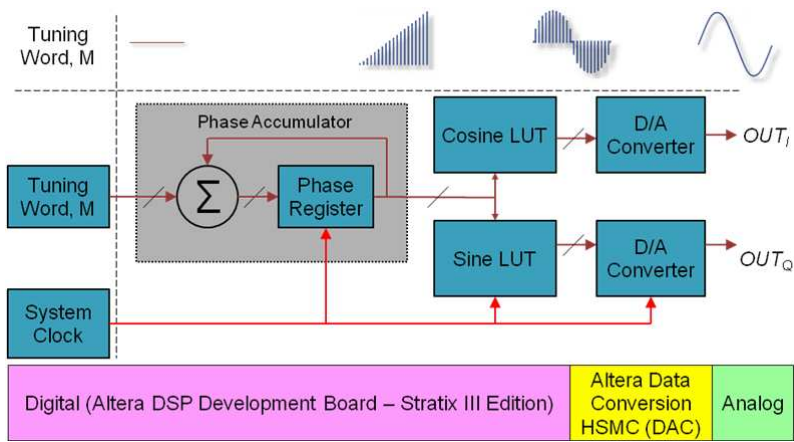 Tuning
Word, M
Phase Accumulator
Cosine LUT
D/A
Converter
OUT_I
Tuning
Word, M
Σ
Phase
Register
Sine LUT
D/A
Converter
OUT_Q
System
Clock
Digital (Altera DSP Development Board – Stratix III Edition)
Altera Data
Conversion
HSMC (DAC)
Analog